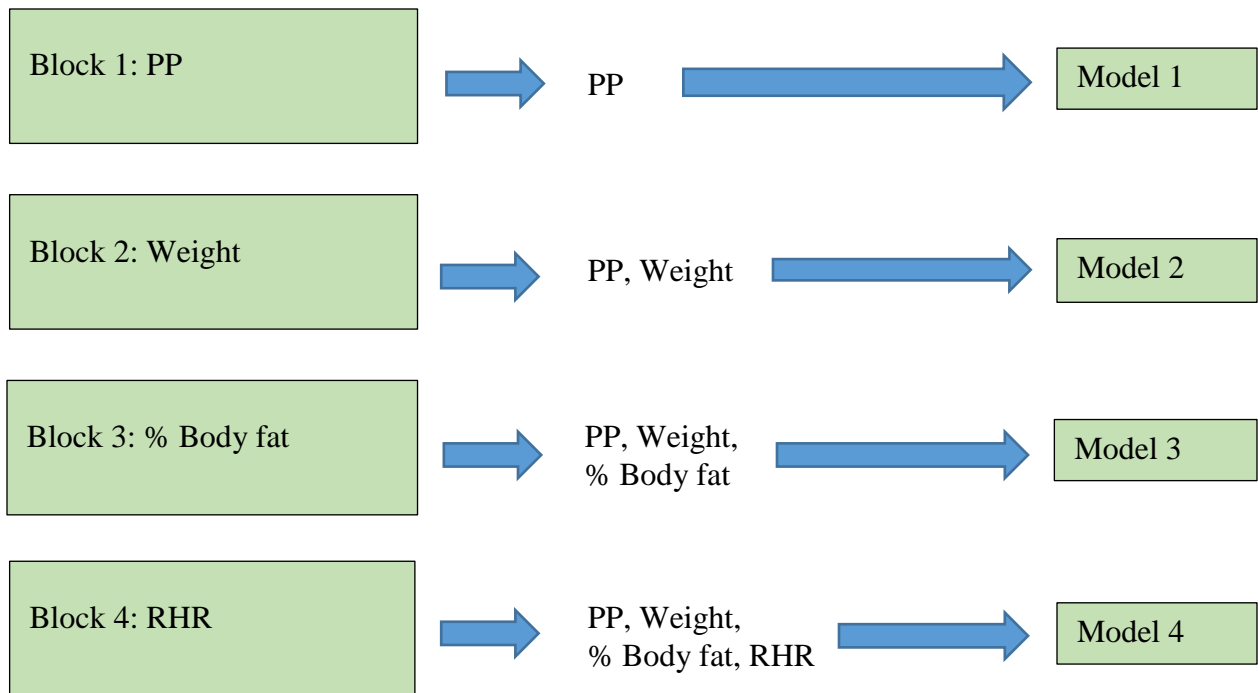 Block 1: PP
PP
Model 1
Block 2: Weight
PP, Weight
Model 2
Block 3: % Body fat
PP, Weight,
% Body fat
Model 3
Block 4: RHR
PP, Weight,
% Body fat, RHR
Model 4